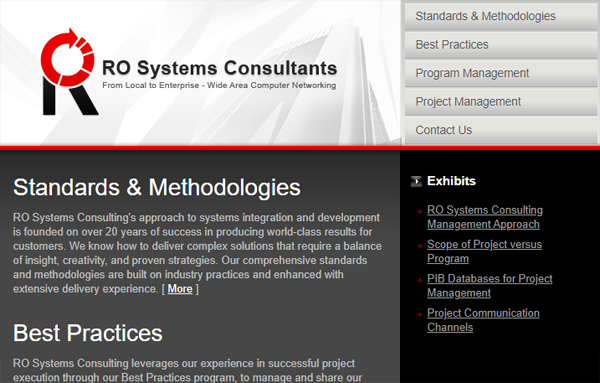 RO Systems Consultants
From Local to Enterprise - Wide Area Computer Networking
Standards & Methodologies
Best Practices
Program Management
Project Management
Contact Us
Standards & Methodologies
RO Systems Consulting's approach to systems integration and development
is founded on over 20 years of success in producing world-class results for
customers. We know how to deliver complex solutions that require a balance
of insight, creativity, and proven strategies. Our comprehensive standards
and methodologies are built on industry practices and enhanced with
extensive delivery experience. [ More ]
Best Practices
RO Systems Consulting leverages our experience in successful project
execution through our Best Practices program, to manage and share our
Exhibits
RO Systems Consulting
Management Approach
Scope of Project versus
Program
PIB Databases for Project
Management
Project Communication
Channels